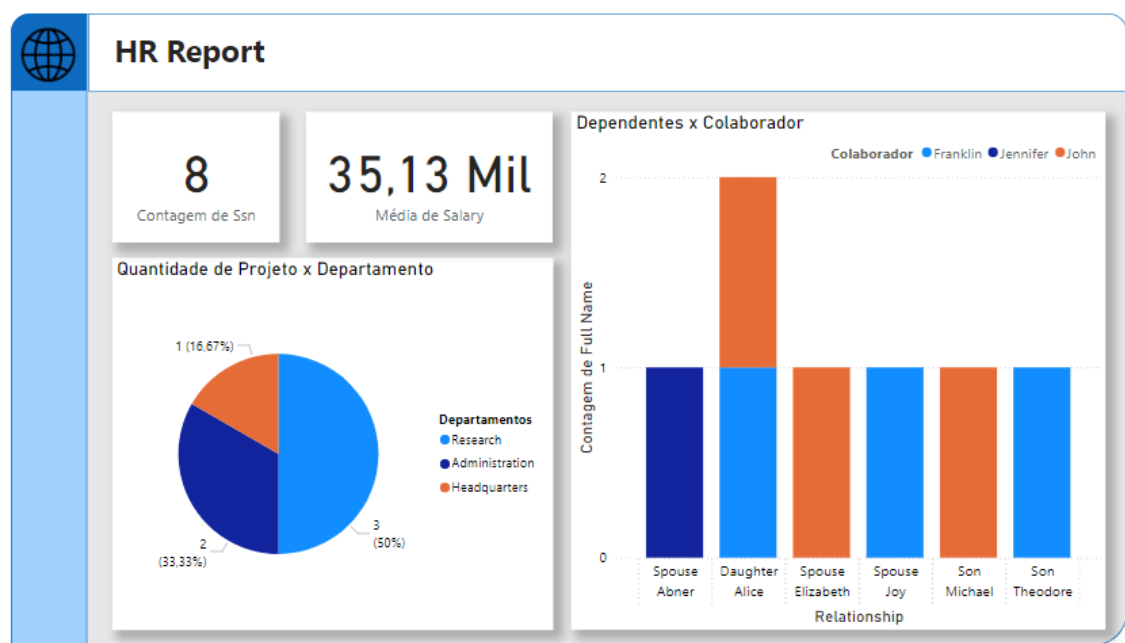 HR Report
8
Contagem de Ssn
35,13 Mil
Média de Salary
Quantidade de Projeto x Departamento
1 (16,67%)
2
(33,33%)
3
(50%)
Departamentos
Research
Administration
Headquarters
Dependentes x Colaborador
Colaborador Franklin Jennifer John
Contagem de Full Name
2
1
0
Spouse Daughter Spouse Spouse Son Son
Abner Alice Elizabeth Joy Michael Theodore
Relationship